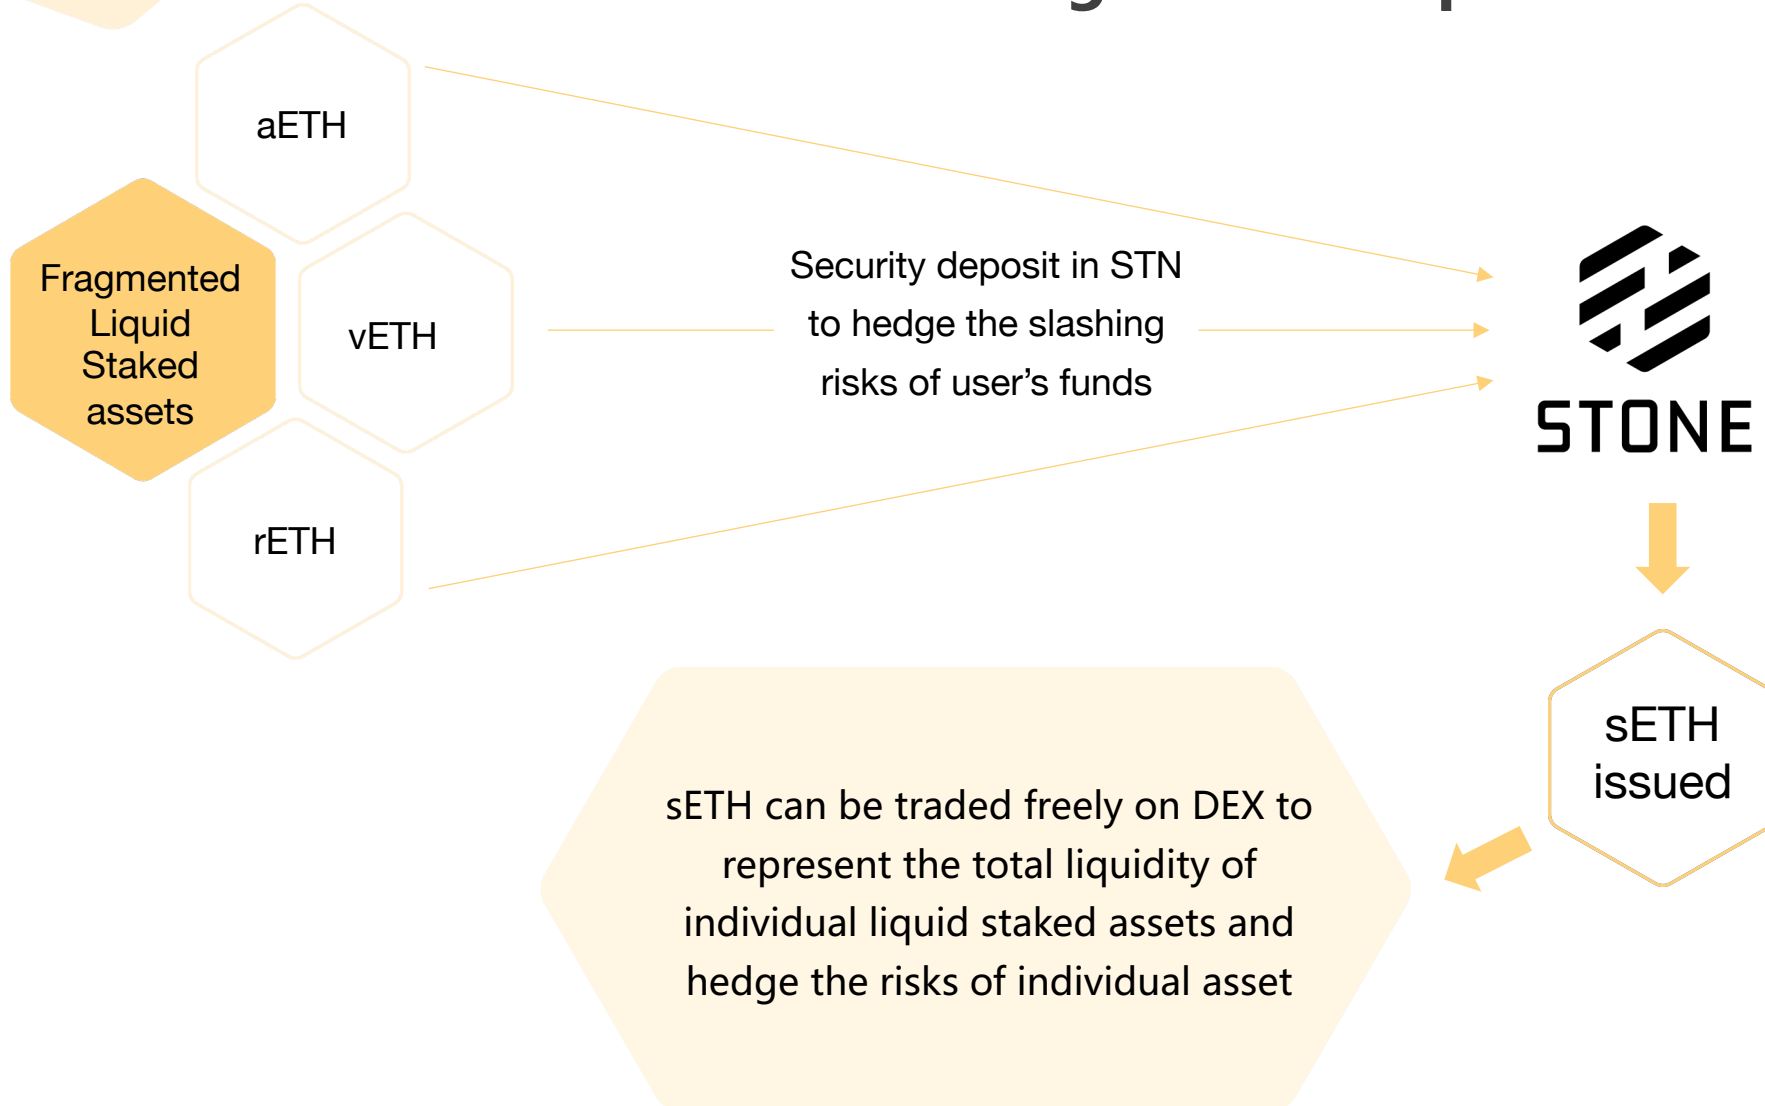 aETH
Fragmented
Liquid
Staked
assets
vETH
rETH
Security deposit in STN
to hedge the slashing
risks of user's funds
STONE
sETH
issued
sETH can be traded freely on DEX to
represent the total liquidity of
individual liquid staked assets and
hedge the risks of individual asset